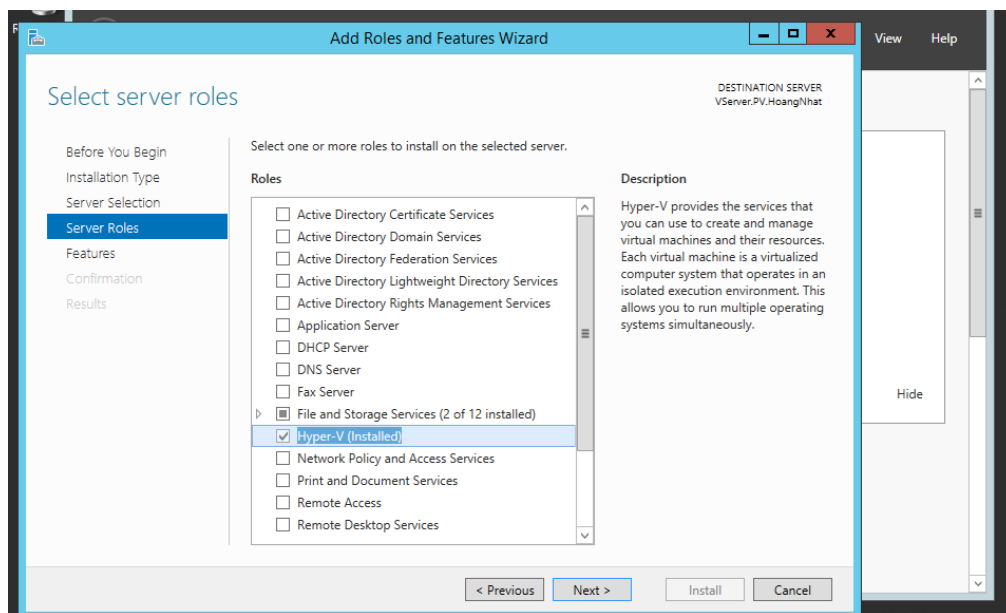 Add Roles and Features Wizard
View Help
Select server roles
DESTINATION SERVER
VServer.PV.HoangNhat
Before You Begin
Installation Type
Server Selection
Server Roles
Features
Confirmation
Results
Select one or more roles to install on the selected server.
Roles
Active Directory Certificate Services
Active Directory Domain Services
Active Directory Federation Services
Active Directory Lightweight Directory Services
Active Directory Rights Management Services
Application Server
DHCP Server
DNS Server
Fax Server
File and Storage Services (2 of 12 installed)
Hyper-V (Installed)
Network Policy and Access Services
Print and Document Services
Remote Access
Remote Desktop Services
Description
Hyper-V provides the services that
you can use to create and manage
virtual machines and their resources.
Each virtual machine is a virtualized
computer system that operates in an
isolated execution environment. This
allows you to run multiple operating
systems simultaneously.
Hide
< Previous
Next >
Install
Cancel